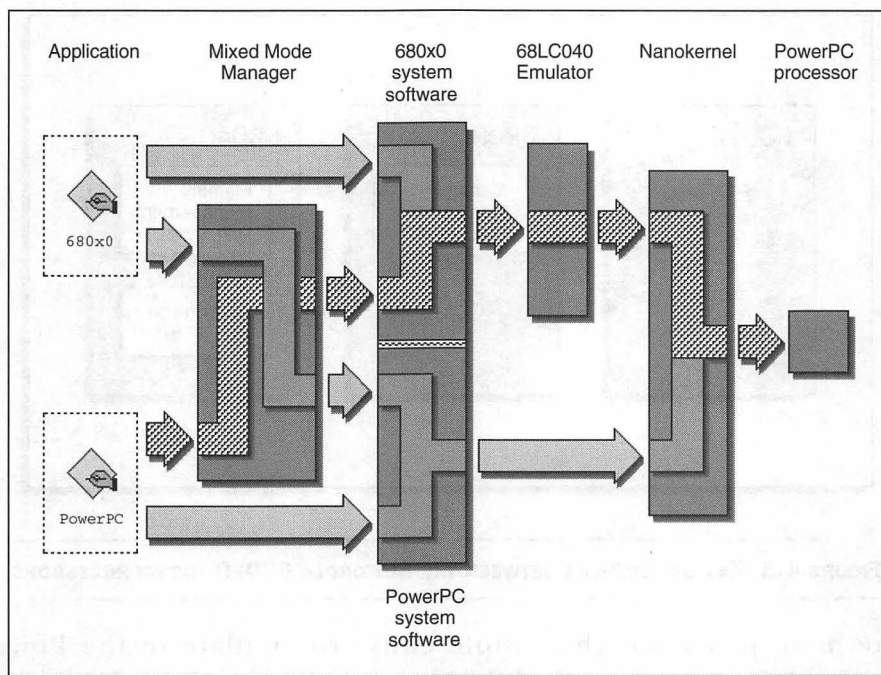 Application
Mixed Mode
Manager
680x0
system
software
68LC040
Emulator
Nanokernel
PowerPC
processor
680x0
PowerPC
PowerPC
system
software